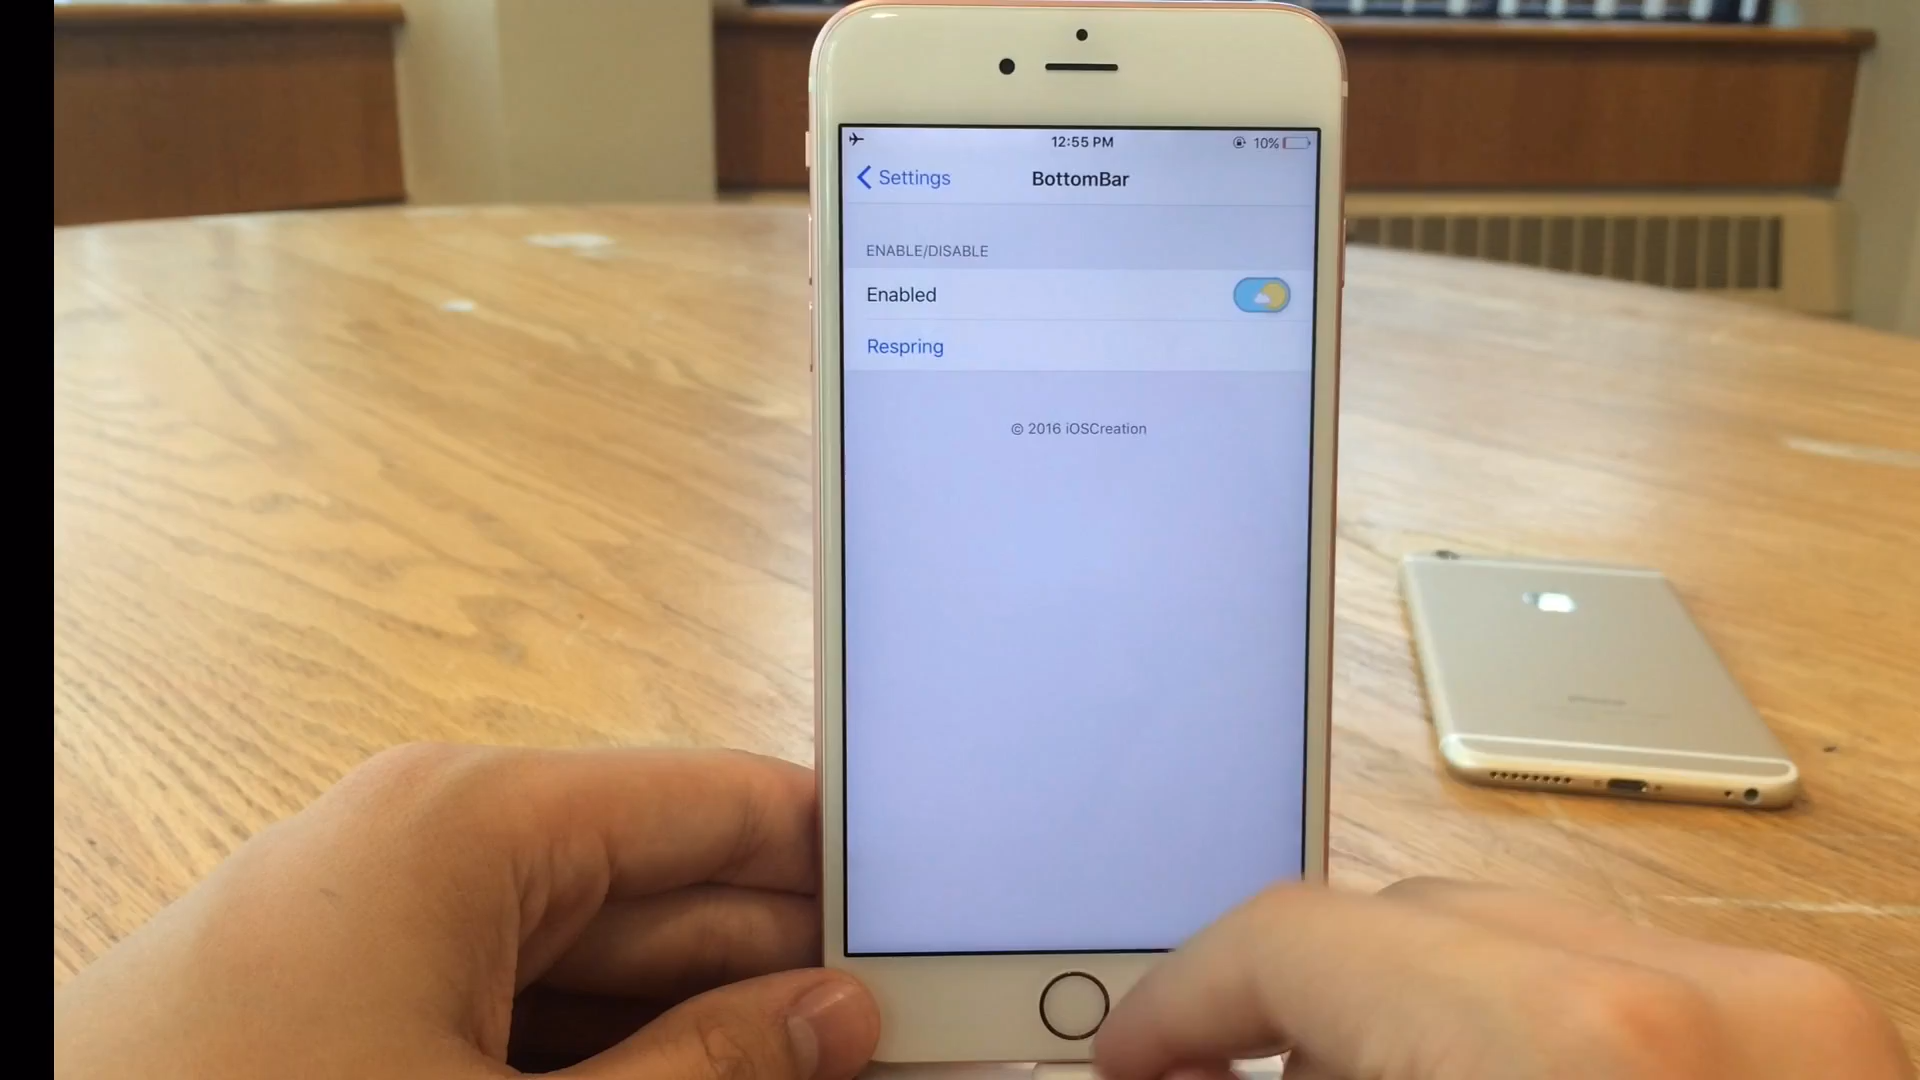 12:55 PM
10%
Settings
BottomBar
ENABLE/DISABLE
Enabled
Respring
© 2016 iOSCreation